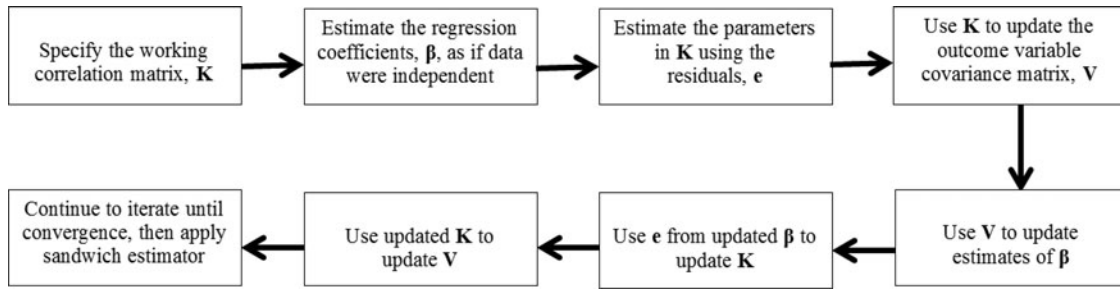 Specify the working
correlation matrix, K
Estimate the regression
coefficients, β, as if data
were independent
Estimate the parameters
in K using the
residuals, e
Use K to update the
outcome variable
covariance matrix, V
Use V to update
estimates of β
Use e from updated β to
update K
Use updated K to
update V
Continue to iterate until
convergence, then apply
sandwich estimator